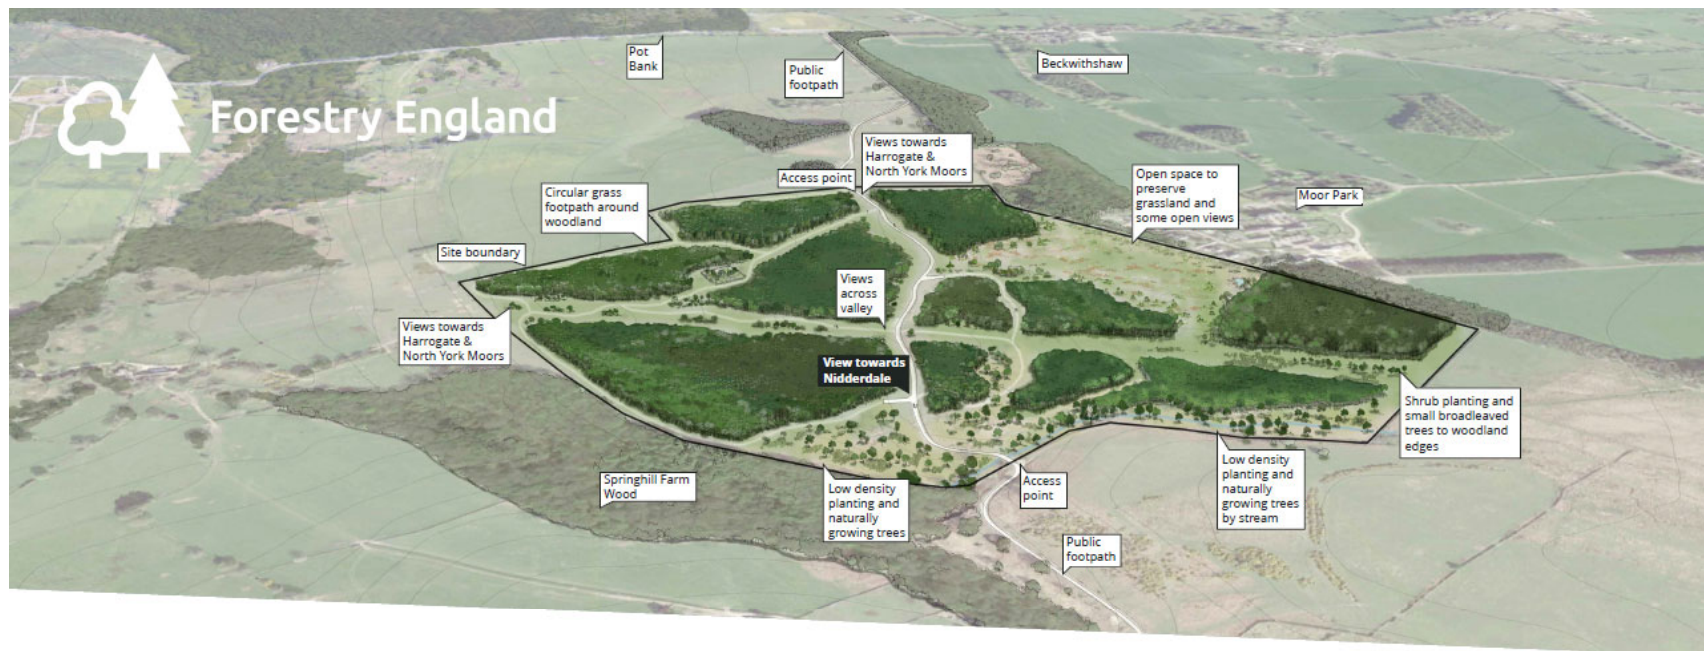 Pot
Bank
Public
footpath
Beckwithshaw
Forestry England
Views towards
Harrogate &
North York Moors
Access point
Open space to
preserve
grassland and
some open views
Moor Park
Circular grass
footpath around
woodland
Site boundary
Views
across
valley
Views towards
Harrogate &
North York Moors
View towards
Nidderdale
Shrub planting and
small broadleaved
trees to woodland
edges
Low density
planting and
naturally
growing trees
by stream
Springhill Farm
Wood
Low density
planting and
naturally
growing trees
Access
point
Public
footpath